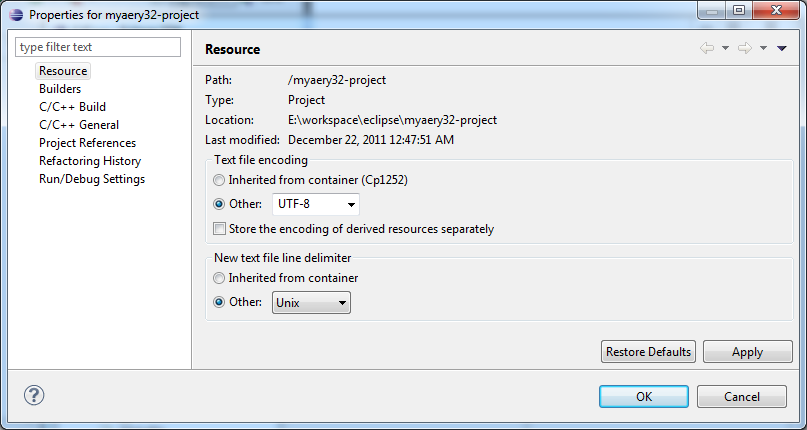 Properties for myaery32-project
type filter text
Resource
Builders
C/C++ Build
C/C++ General
Project References
Refactoring History
Run/Debug Settings
Resource
Path: /myaery32-project
Type: Project
Location: E:\workspace\eclipse\myaery32-project
Last modified: December 22, 2011 12:47:51 AM
Text file encoding
Inherited from container (Cp1252)
Other: UTF-8
Store the encoding of derived resources separately
New text file line delimiter
Inherited from container
Other: Unix
Restore Defaults Apply
? OK Cancel